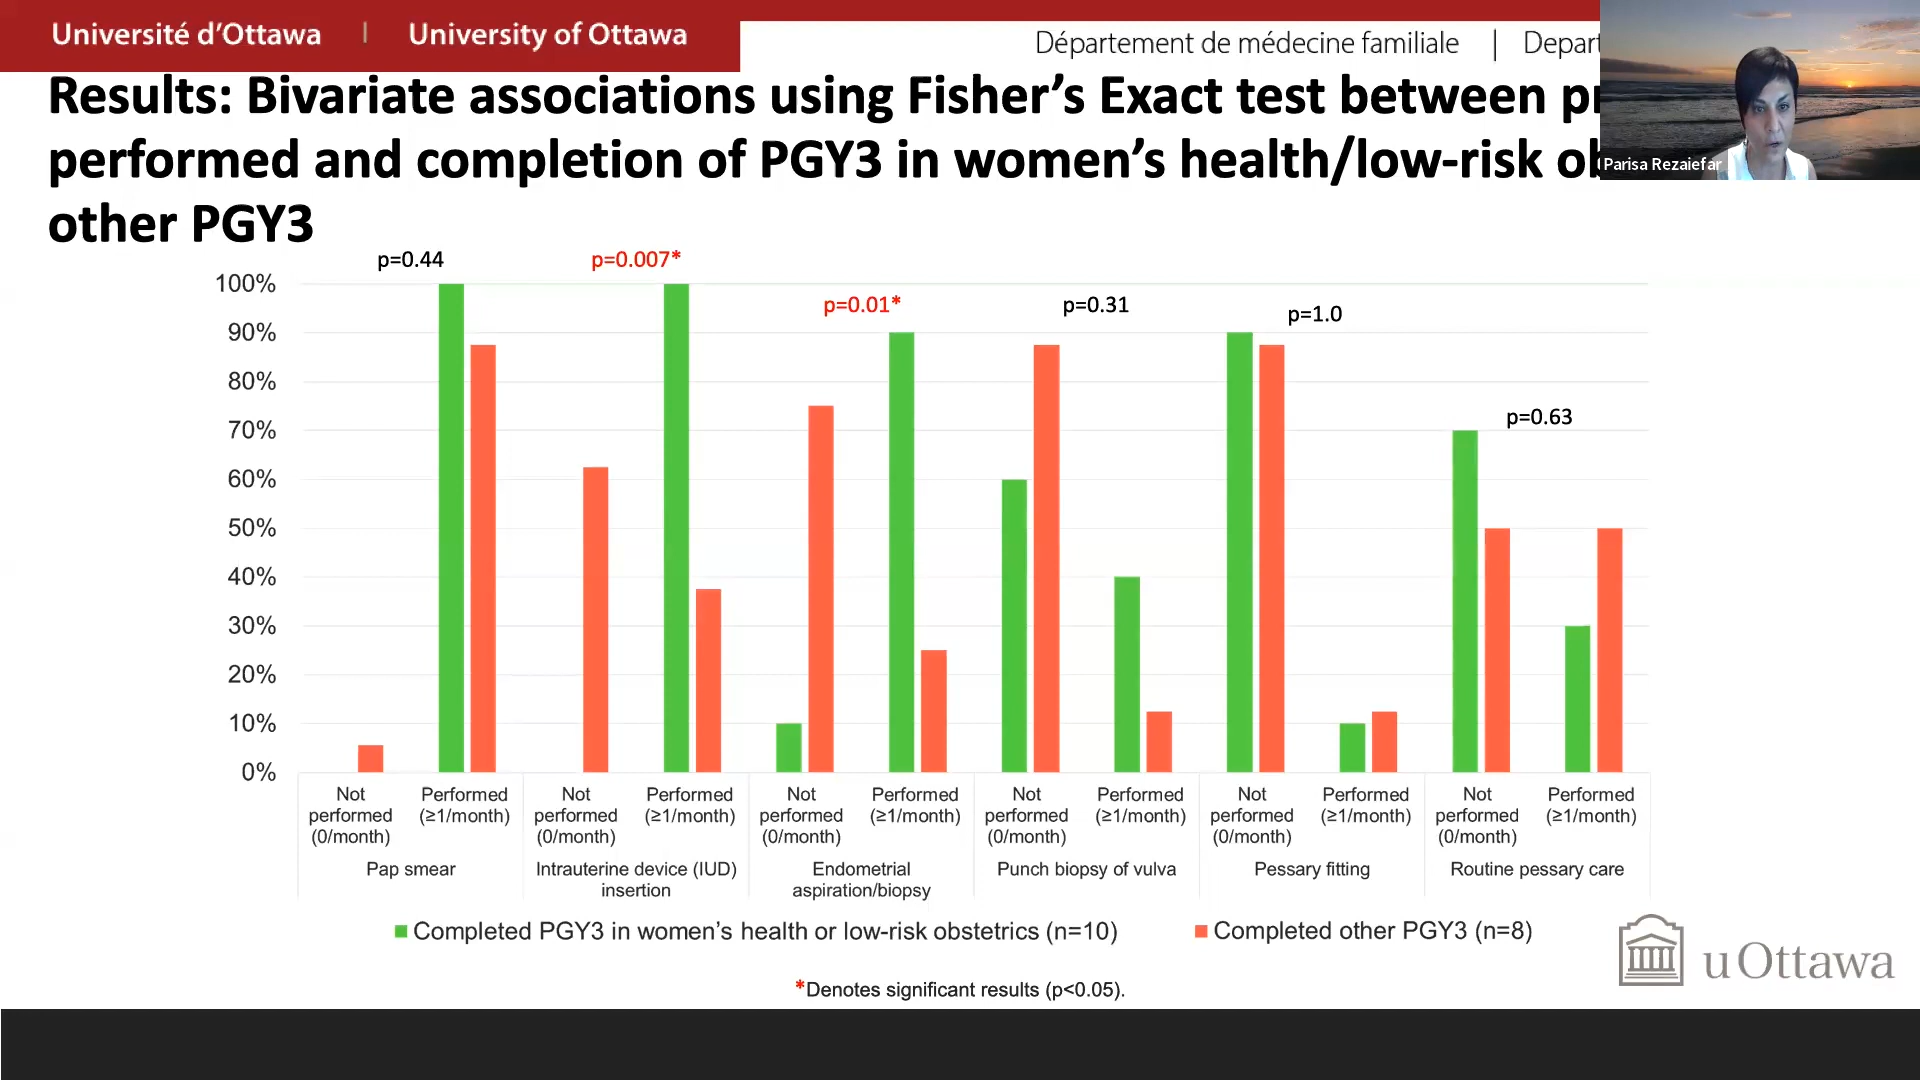 Université d'Ottawa | University of Ottawa
Département de médecine familiale |
Parisa Rezaiefar
Results: Bivariate associations using Fisher's Exact test between
performed and completion of PGY3 in women's health/low-risk
other PGY3
p=0.44
p=0.007*
p=0.01*
p=0.31
p=1.0
p=0.63
100%
90%
80%
70%
60%
50%
40%
30%
20%
10%
0%
Not performed (0/month)
Performed (≥1/month)
Not performed (0/month)
Performed (≥1/month)
Not performed (0/month)
Performed (≥1/month)
Not performed (0/month)
Performed (≥1/month)
Not performed (0/month)
Performed (≥1/month)
Not performed (0/month)
Performed (≥1/month)
Pap smear
Intrauterine device (IUD) insertion
Endometrial aspiration/biopsy
Punch biopsy of vulva
Pessary fitting
Routine pessary care
Completed PGY3 in women's health or low-risk obstetrics (n=10)
Completed other PGY3 (n=8)
uOttawa
*Denotes significant results (p<0.05).